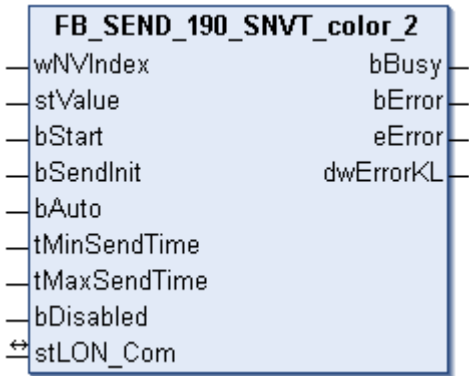 FB_SEND_190_SNVT_color_2
wNVIndex bBusy
stValue bError
bStart eError
bSendInit dwErrorKL
bAuto
tMinSendTime
tMaxSendTime
bDisabled
stLON_Com